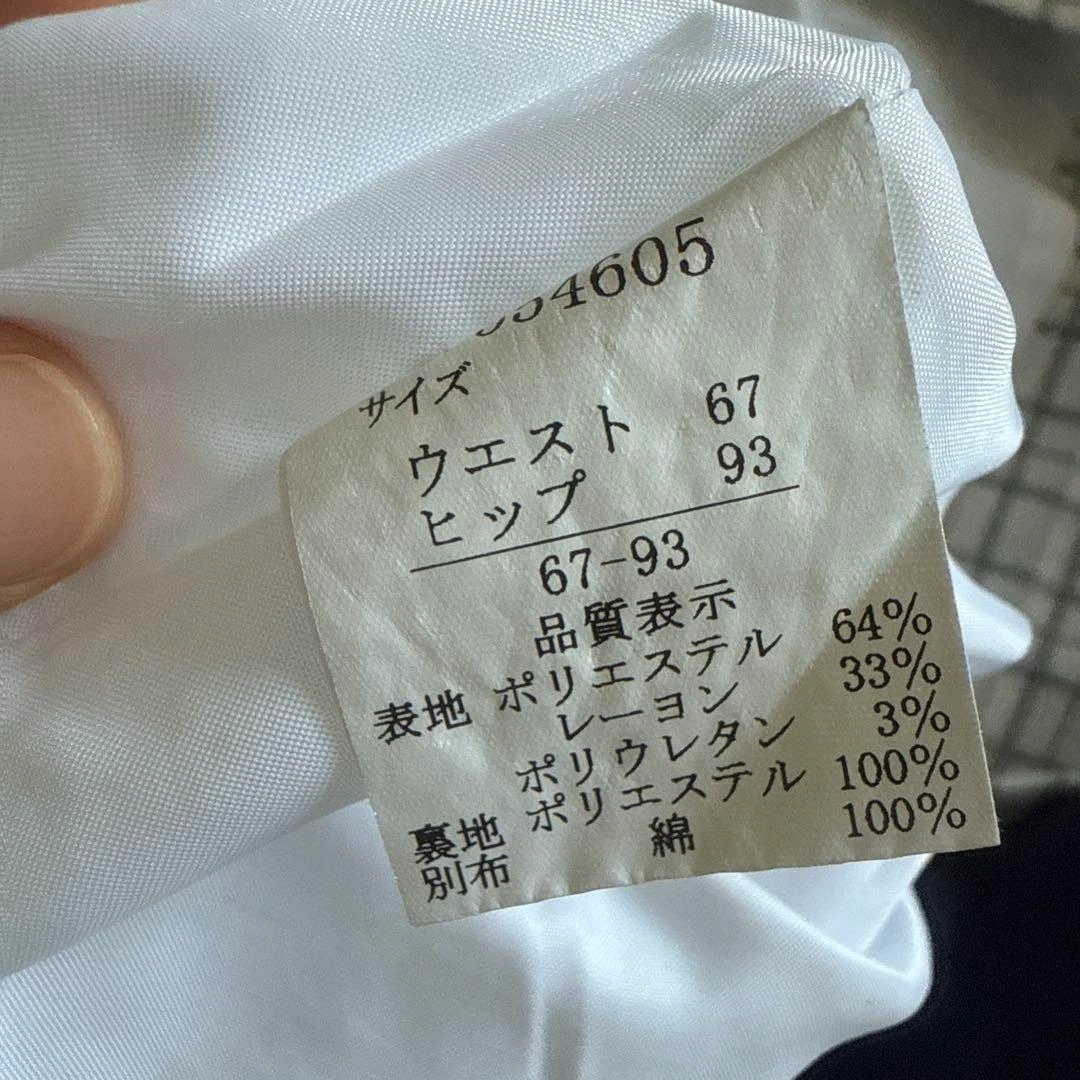 54605
サイズ
ウエスト 67
ヒップ 93
67-93
品質表示
表地 ポリエステル 64%
レーヨン 33%
ポリウレタン 3%
裏地 ポリエステル 100%
別布 綿 100%